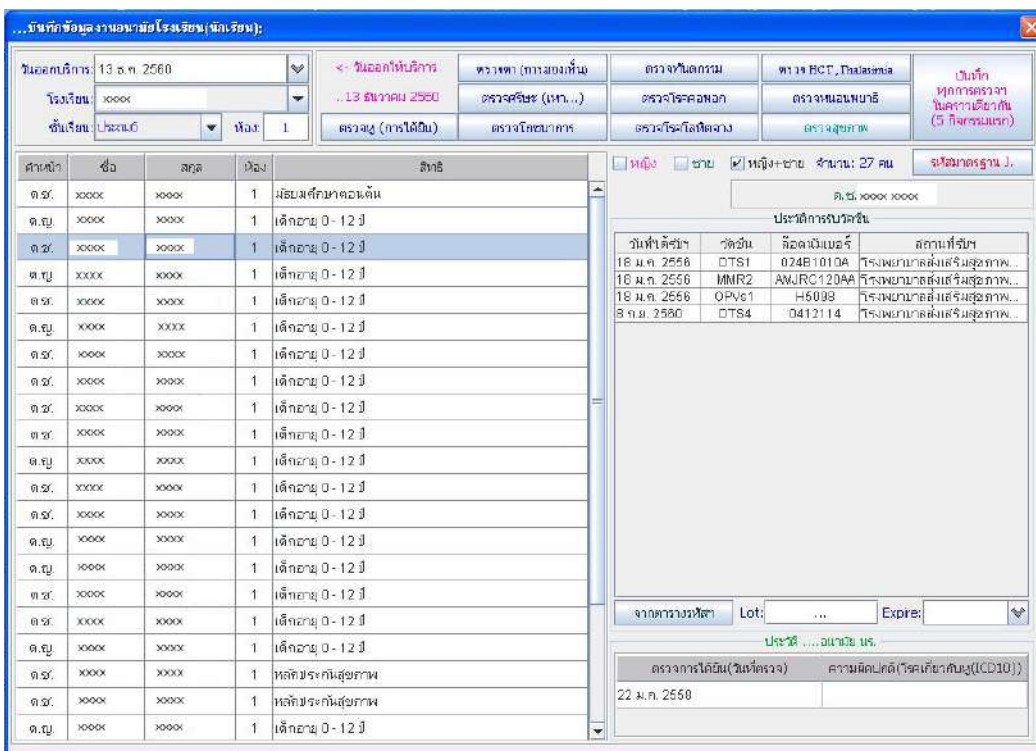 ...บันทึกข้อมูลงานอนามัยโรงเรียน(นักเรียน):
วันออกบริการ: 13 ธ.ค. 2560
โรงเรียน: xxxx
ชั้นเรียน: ประถม6 ห้อง: 1
<- วันออกให้บริการ
..13 ธันวาคม 2560
ตรวจหู (การได้ยิน)
ตรวจตา (การมองเห็น)
ตรวจศรีษะ (เหา...)
ตรวจโภชนาการ
ตรวจทันตกรรม
ตรวจโรคคอพอก
ตรวจโรคโลหิตจาง
ตรวจ HCT,Thalasimia
ตรวจหนอนพยาธิ
ตรวจสุขภาพ
บันทึก
ทุกการตรวจฯ
ในคราวเดียวกัน
(5 กิจกรรมแรก)
คำหน้า ชื่อ สกุล ห้อง สิทธิ
ด.ช. xxxx xxxx 1 มัธยมศึกษาตอนต้น
ด.ญ. xxxx xxxx 1 เด็กอายุ 0 - 12 ปี
ด.ช. xxxx xxxx 1 เด็กอายุ 0 - 12 ปี
ด.ญ xxxx xxxx 1 เด็กอายุ 0 - 12 ปี
ด.ช. xxxx xxxx 1 เด็กอายุ 0 - 12 ปี
ด.ญ. xxxx xxxx 1 เด็กอายุ 0 - 12 ปี
ด.ช. xxxx xxxx 1 เด็กอายุ 0 - 12 ปี
ด.ช. xxxx xxxx 1 เด็กอายุ 0 - 12 ปี
ด.ช. xxxx xxxx 1 เด็กอายุ 0 - 12 ปี
ด.ช. xxxx xxxx 1 เด็กอายุ 0 - 12 ปี
ด.ญ. xxxx xxxx 1 เด็กอายุ 0 - 12 ปี
ด.ช. xxxx xxxx 1 เด็กอายุ 0 - 12 ปี
ด.ช. xxxx xxxx 1 เด็กอายุ 0 - 12 ปี
ด.ญ. xxxx xxxx 1 เด็กอายุ 0 - 12 ปี
ด.ญ. xxxx xxxx 1 เด็กอายุ 0 - 12 ปี
ด.ช. xxxx xxxx 1 เด็กอายุ 0 - 12 ปี
ด.ช. xxxx xxxx 1 เด็กอายุ 0 - 12 ปี
ด.ญ. xxxx xxxx 1 เด็กอายุ 0 - 12 ปี
ด.ช. xxxx xxxx 1 หลักประกันสุขภาพ
ด.ช. xxxx xxxx 1 หลักประกันสุขภาพ
ด.ญ. xxxx xxxx 1 เด็กอายุ 0 - 12 ปี
หญิง ชาย หญิง+ชาย จำนวน: 27 คน รหัสมาตรฐาน J.
ด.ช. xxxx xxxx
ประวัติการรับวัคซีน
วันที่ได้รับฯ วัคซีน ล็อตนัมเบอร์ สถานที่รับฯ
18 ม.ค. 2556 DTS1 024B1010A โรงพยาบาลส่งเสริมสุขภาพ...
18 ม.ค. 2556 MMR2 AMJRC120AA โรงพยาบาลส่งเสริมสุขภาพ...
18 ม.ค. 2556 OPVs1 H5098 โรงพยาบาลส่งเสริมสุขภาพ...
8 ก.ย. 2560 DTS4 0412114 โรงพยาบาลส่งเสริมสุขภาพ...
จากตารางรหัสฯ Lot: ... Expire:
ประวัติ .....อนามัย นร.
ตรวจการได้ยิน(วันที่ตรวจ) ความผิดปกติ(โรคเกี่ยวกับหู(ICD10))
22 ม.ค. 2558